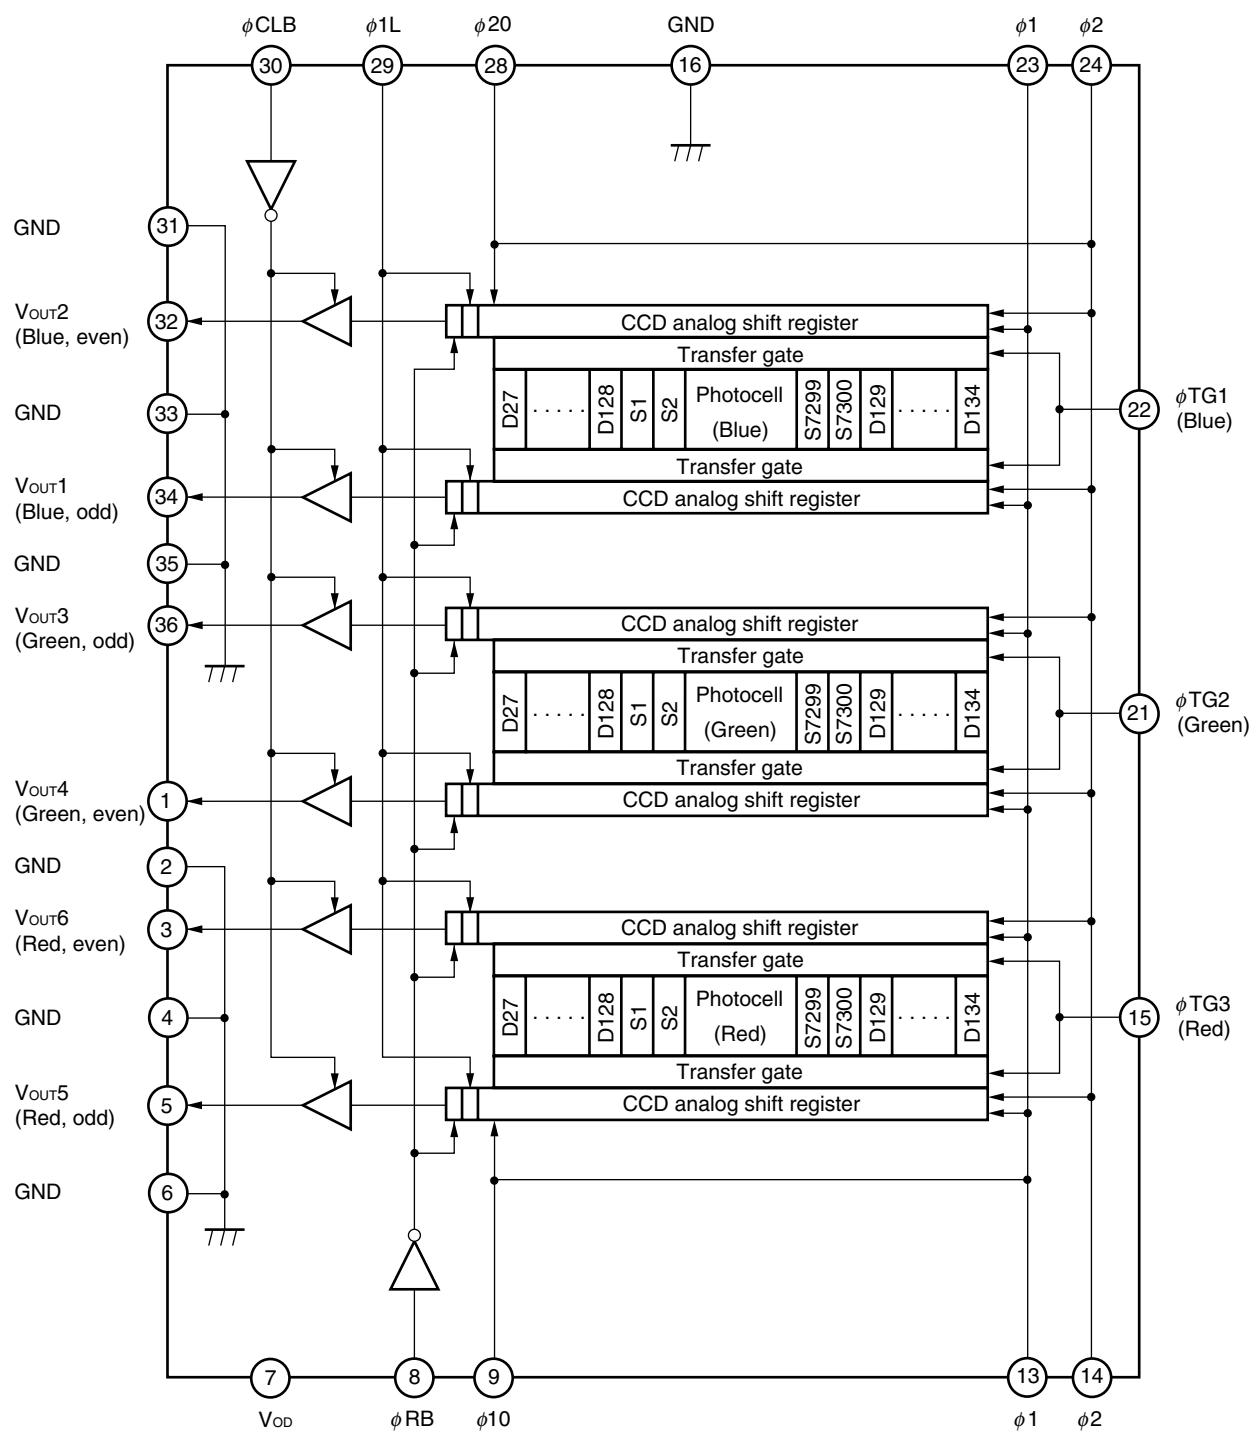 φCLB φ1L φ20 GND φ1 φ2
30 29 28 16 23 24
GND 31
VOUT2 32
(Blue, even)
CCD analog shift register
Transfer gate
D27 ..... D128 S1 S2 Photocell S7299 S7300 D129 ..... D134
(Blue)
GND 33
22 φTG1
(Blue)
Transfer gate
VOUT1 34
(Blue, odd)
CCD analog shift register
GND 35
VOUT3 36
(Green, odd)
CCD analog shift register
Transfer gate
D27 ..... D128 S1 S2 Photocell S7299 S7300 D129 ..... D134
(Green)
21 φTG2
(Green)
Transfer gate
VOUT4 1
(Green, even)
CCD analog shift register
GND 2
VOUT6 3
(Red, even)
CCD analog shift register
Transfer gate
D27 ..... D128 S1 S2 Photocell S7299 S7300 D129 ..... D134
(Red)
GND 4
15 φTG3
(Red)
Transfer gate
VOUT5 5
(Red, odd)
CCD analog shift register
GND 6
7 8 9 13 14
VOD φRB φ10 φ1 φ2